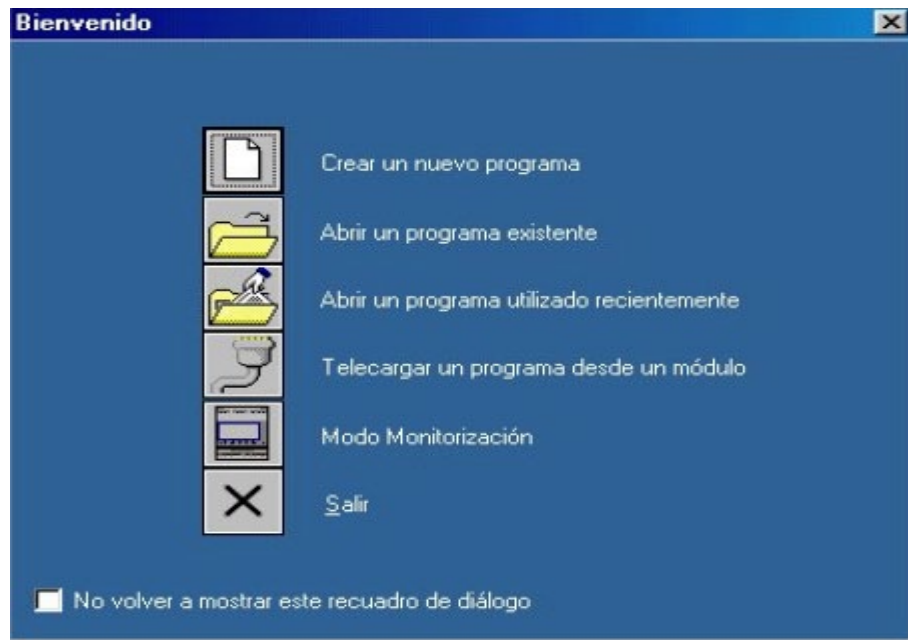 Bienvenido
Crear un nuevo programa
Abrir un programa existente
Abrir un programa utilizado recientemente
Telecargar un programa desde un módulo
Modo Monitorización
Salir
No volver a mostrar este recuadro de diálogo